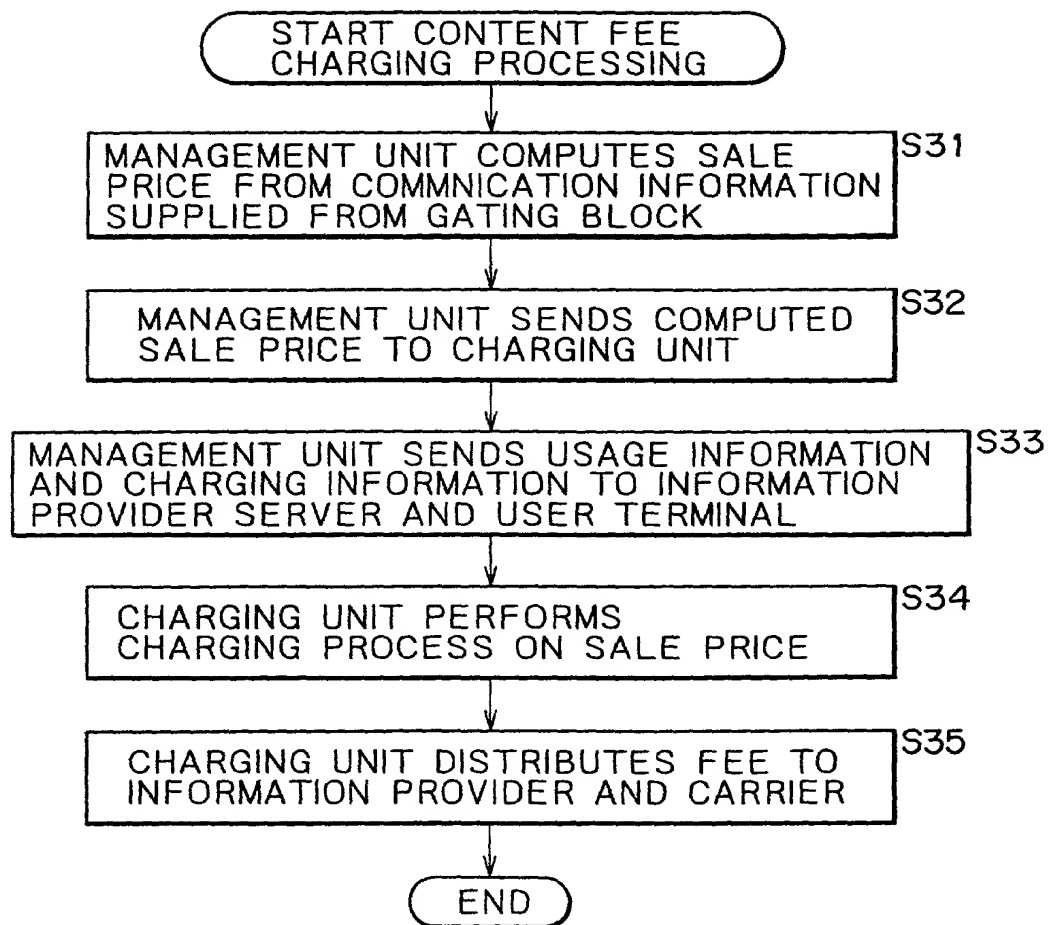 START CONTENT FEE
CHARGING PROCESSING
S31
MANAGEMENT UNIT COMPUTES SALE
PRICE FROM COMMNICATION INFORMATION
SUPPLIED FROM GATING BLOCK
S32
MANAGEMENT UNIT SENDS COMPUTED
SALE PRICE TO CHARGING UNIT
S33
MANAGEMENT UNIT SENDS USAGE INFORMATION
AND CHARGING INFORMATION TO INFORMATION
PROVIDER SERVER AND USER TERMINAL
S34
CHARGING UNIT PERFORMS
CHARGING PROCESS ON SALE PRICE
S35
CHARGING UNIT DISTRIBUTES FEE TO
INFORMATION PROVIDER AND CARRIER
END